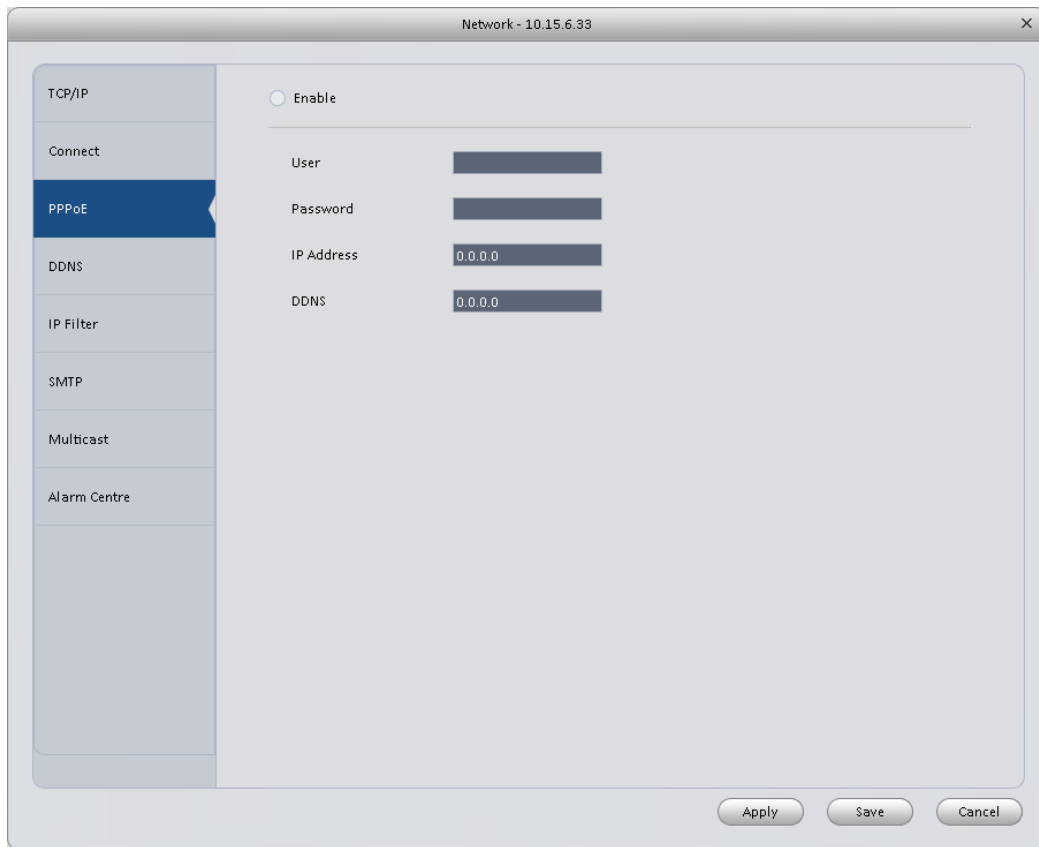 Network - 10.15.6.33
TCP/IP
Connect
PPPoE
DDNS
IP Filter
SMTP
Multicast
Alarm Centre
Enable
User
Password
IP Address 0.0.0.0
DDNS 0.0.0.0
Apply Save Cancel